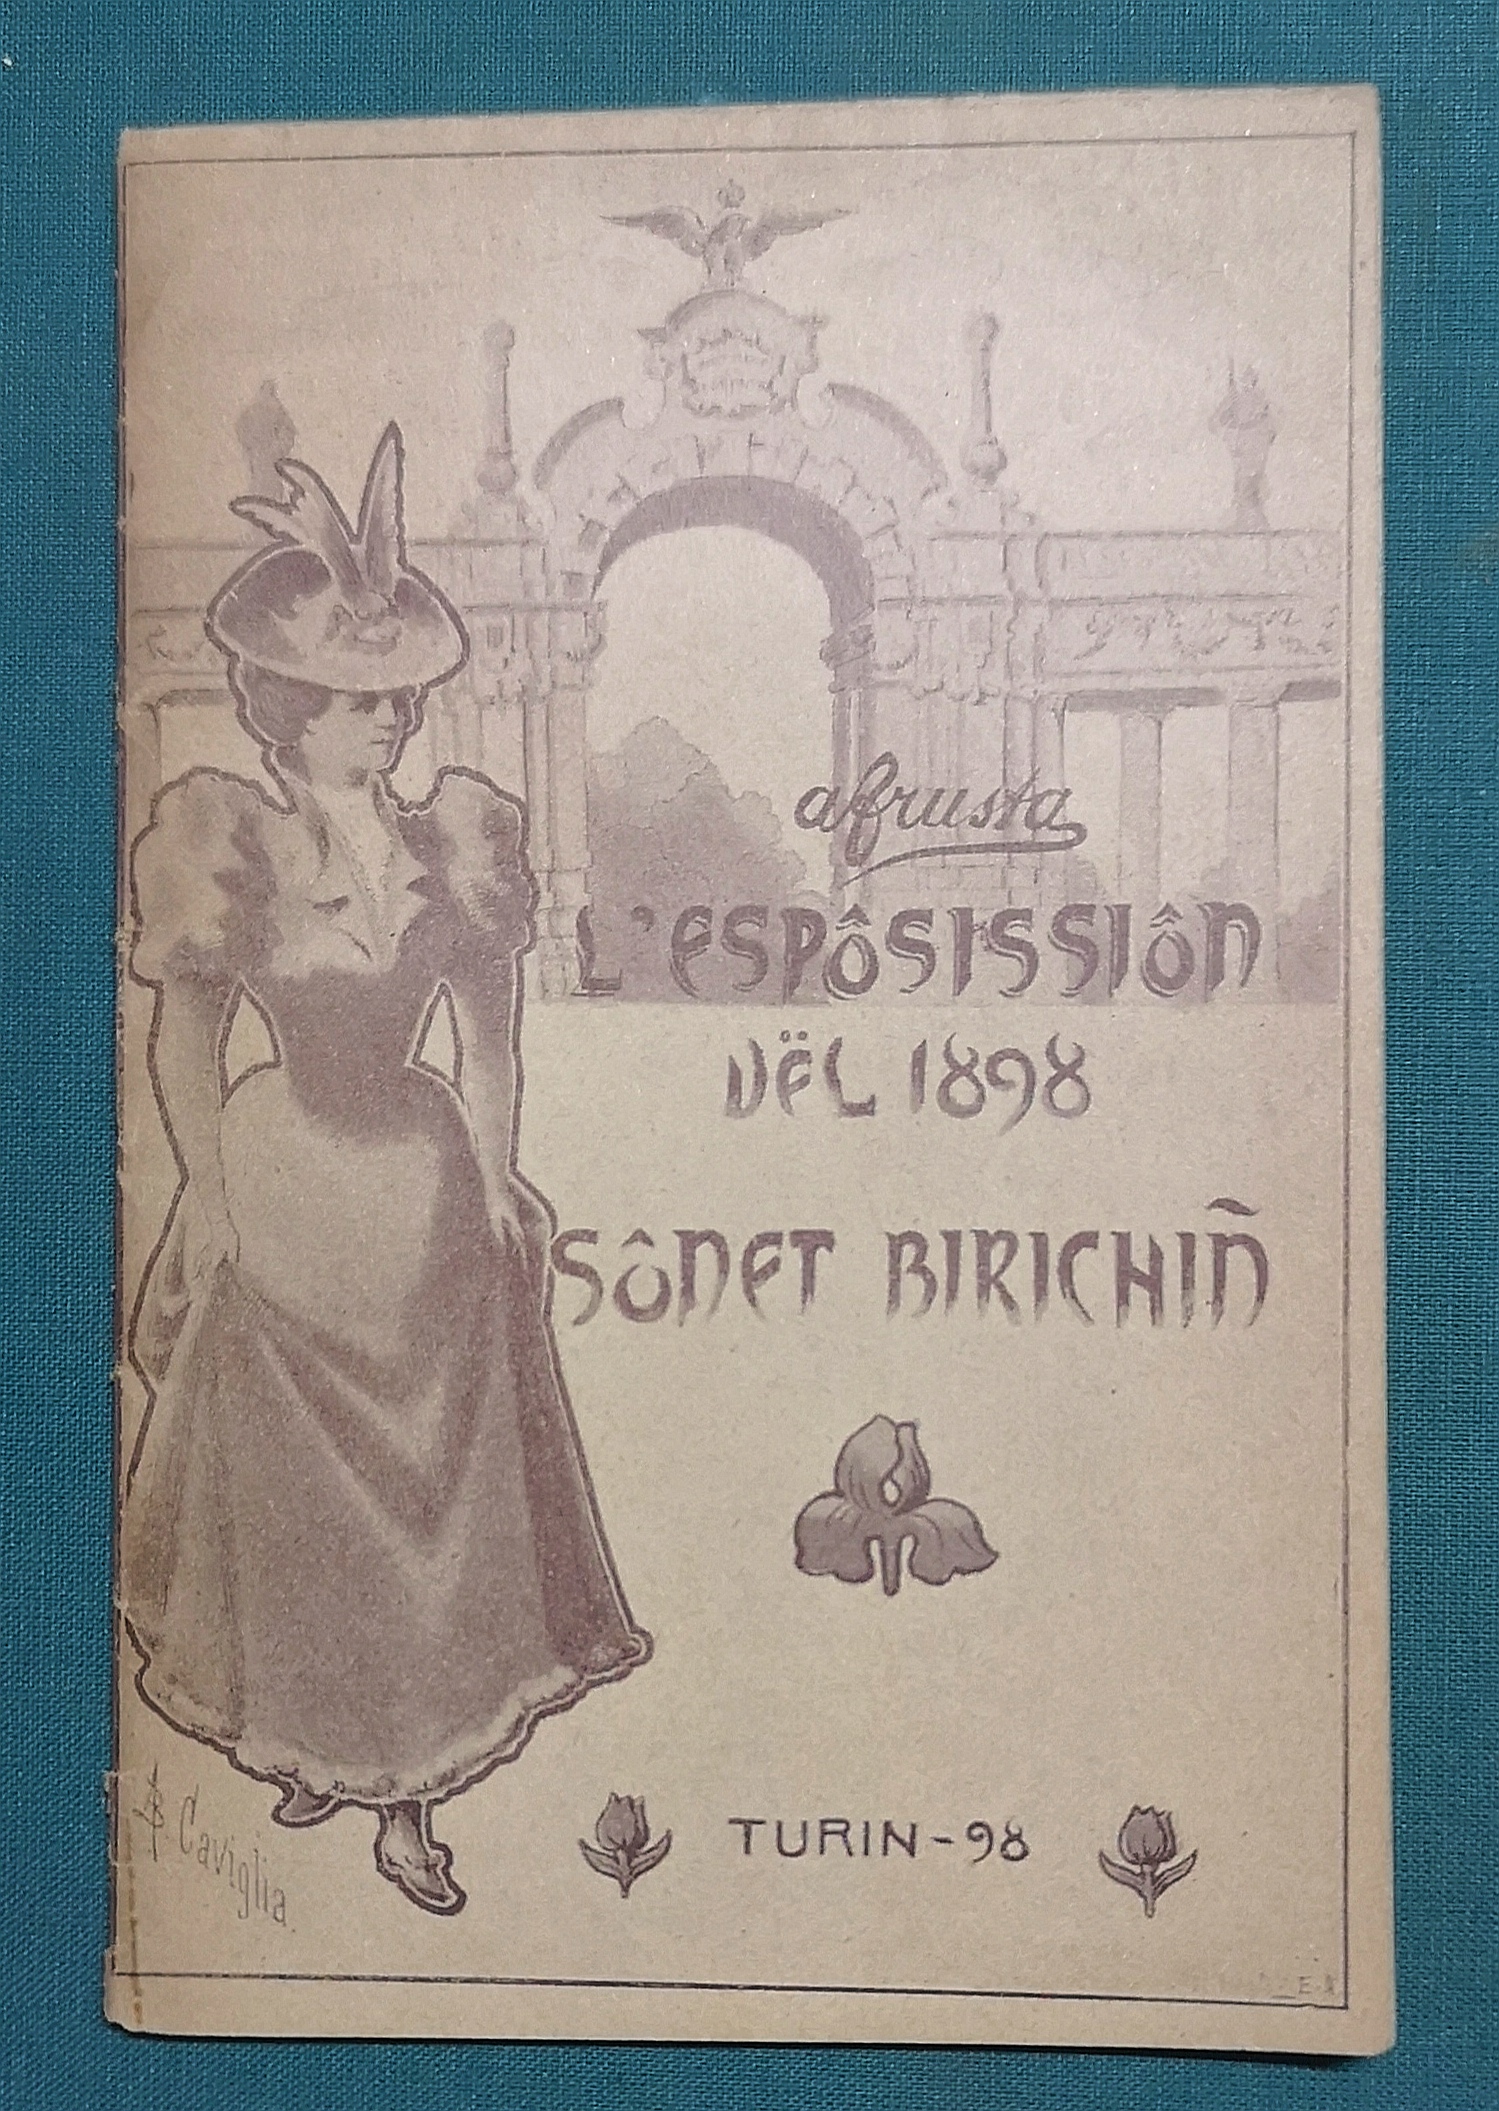 afrusta
L'ESPÔSISSIÔN
DËL 1898
SÔNET BIRICHIÑ
TURIN-98
Caviglia.